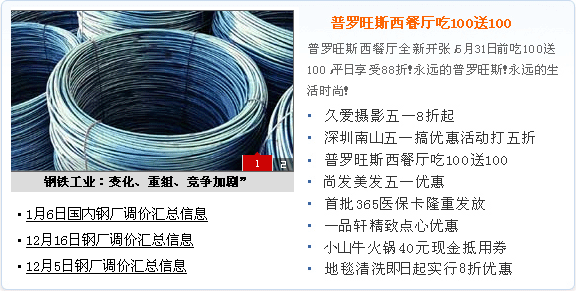 1 2
钢铁工业：变化、重组、竞争加剧”
· 1月6日国内钢厂调价汇总信息
· 12月16日钢厂调价汇总信息
· 12月5日钢厂调价汇总信息
普罗旺斯西餐厅吃100送100
普罗旺斯西餐厅全新开张,5月31日前吃100送
100,平日享受88折!永远的普罗旺斯!永远的生
活时尚!
· 久爱摄影五一8折起
· 深圳南山五一搞优惠活动打五折
· 普罗旺斯西餐厅吃100送100
· 尚发美发五一优惠
· 首批365医保卡隆重发放
· 一品轩精致点心优惠
· 小山牛火锅40元现金抵用券
· 地毯清洗即日起实行8折优惠